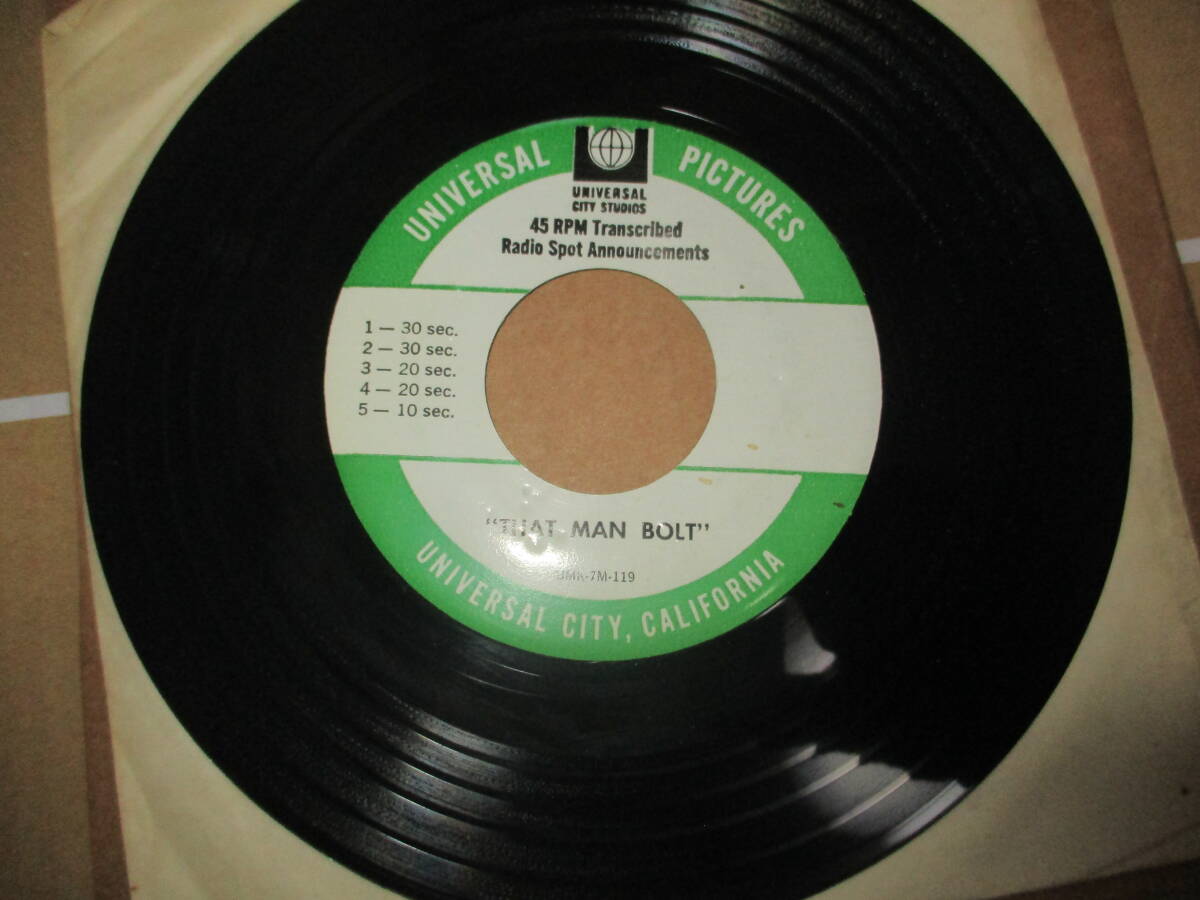 UNIVERSAL PICTURES
UNIVERSAL
CITY STUDIOS
45 RPM Transcribed
Radio Spot Announcements
1 — 30 sec.
2 — 30 sec.
3 — 20 sec.
4 — 20 sec.
5 — 10 sec.
"THAT MAN BOLT"
UNIVERSAL CITY, CALIFORNIA